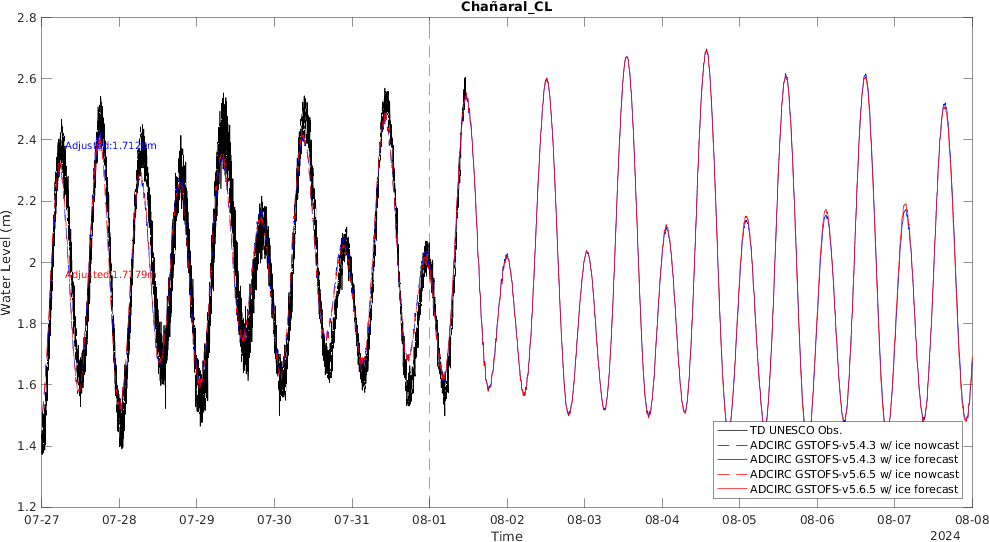 Chañaral_CL
2.8
2.6
2.4
2.2
2
1.8
1.6
1.4
1.2
Water Level (m)
Adjusted:
Adjusted:
07-27
07-28
07-29
07-30
07-31
08-01
08-02
08-03
08-04
08-05
08-06
08-07
08-08
Time
2024
TD UNESCO Obs.
ADCIRC GSTOFS-v5.4.3 w/ ice nowcast
ADCIRC GSTOFS-v5.4.3 w/ ice forecast
ADCIRC GSTOFS-v5.6.5 w/ ice nowcast
ADCIRC GSTOFS-v5.6.5 w/ ice forecast